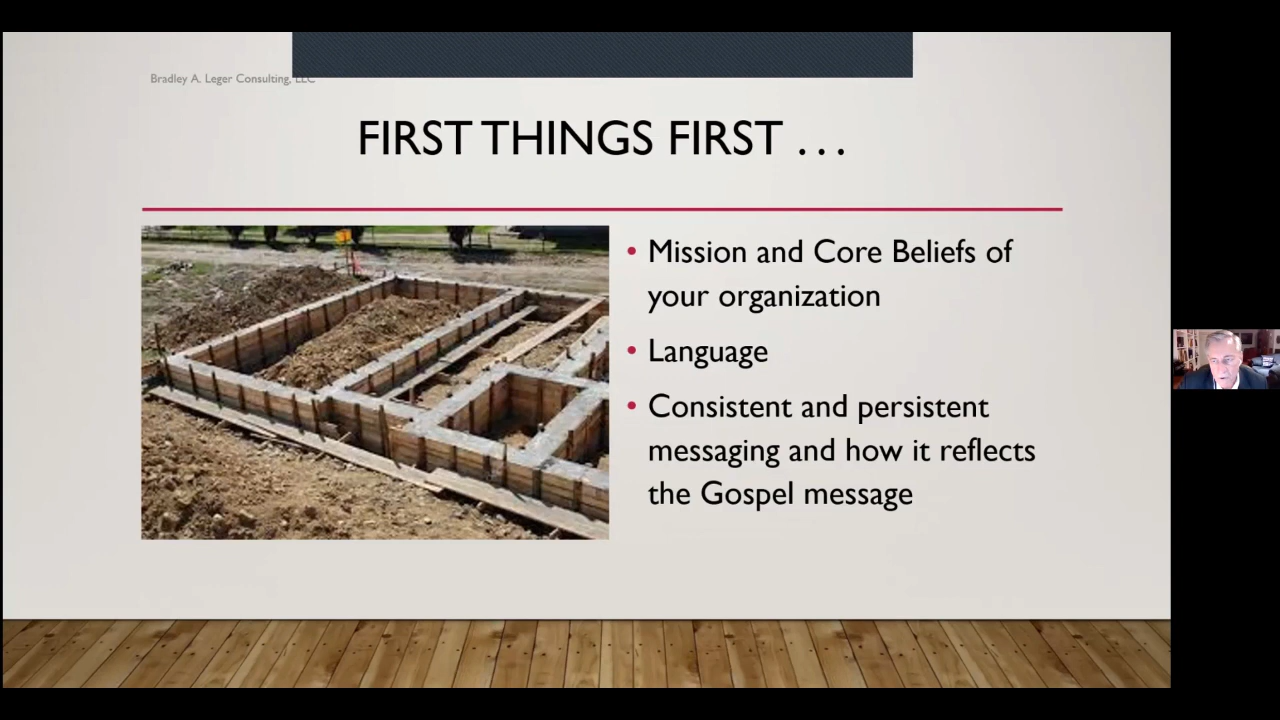 Bradley A. Leger Consulting, LLC
FIRST THINGS FIRST ...
• Mission and Core Beliefs of
your organization
• Language
• Consistent and persistent
messaging and how it reflects
the Gospel message